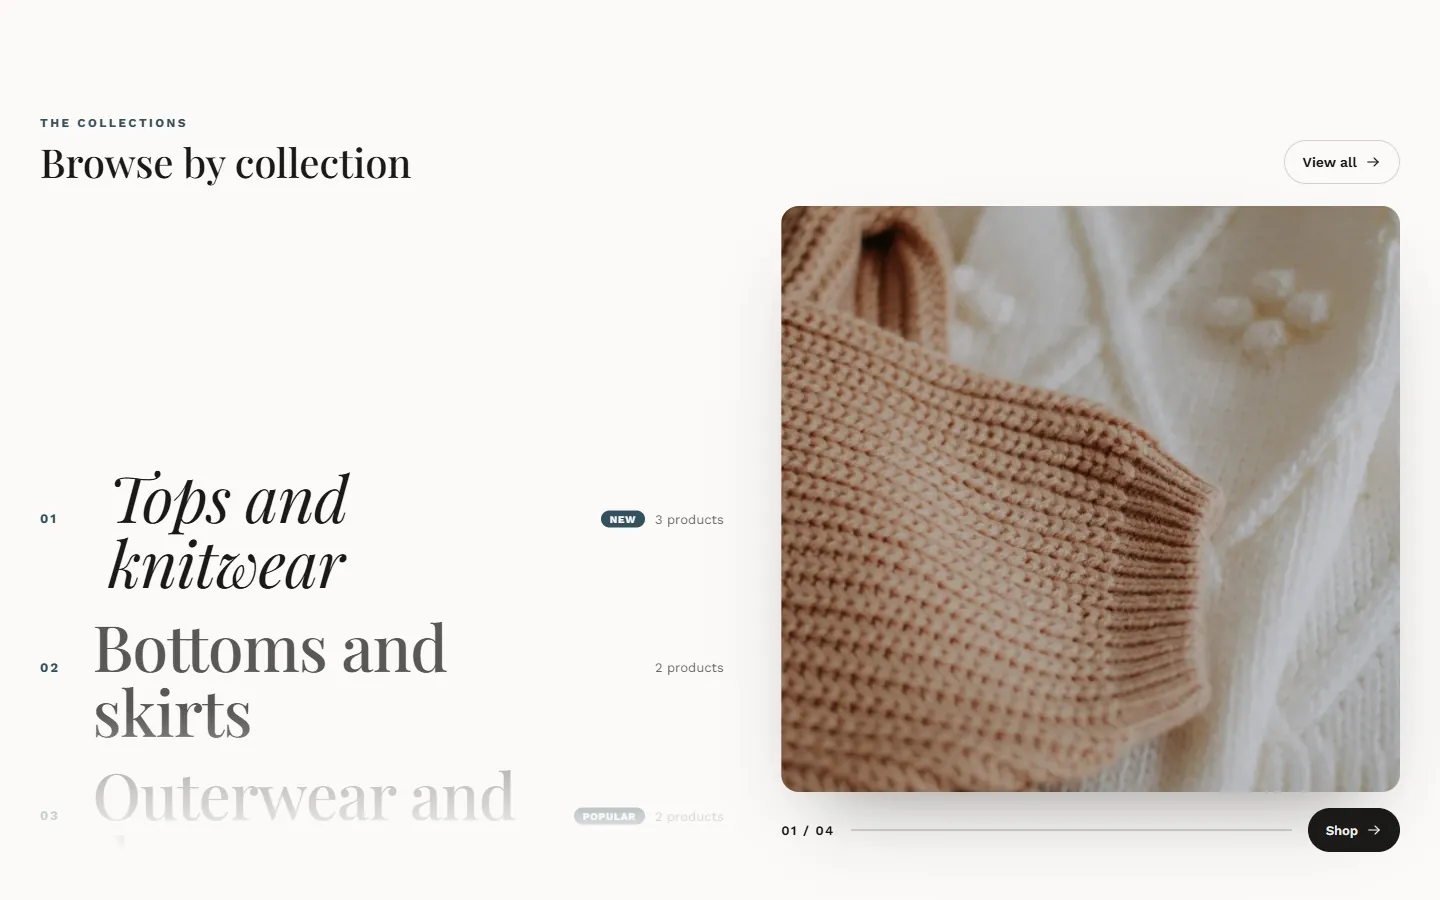 THE COLLECTIONS
Browse by collection
View all
01
Tops and
knitwear
NEW
3 products
02
Bottoms and
skirts
2 products
03
Outerwear and
POPULAR
2 products
01 / 04
Shop